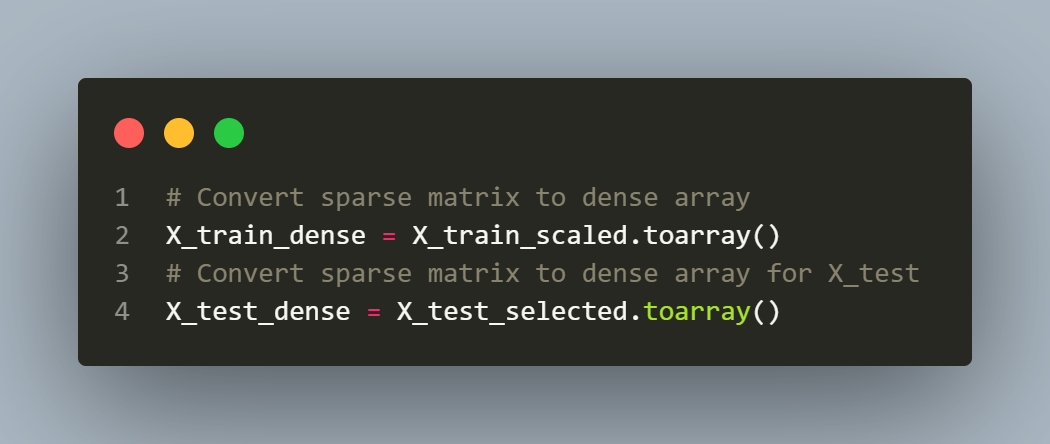 1 # Convert sparse matrix to dense array
2 X_train_dense = X_train_scaled.toarray()
3 # Convert sparse matrix to dense array for X_test
4 X_test_dense = X_test_selected.toarray()